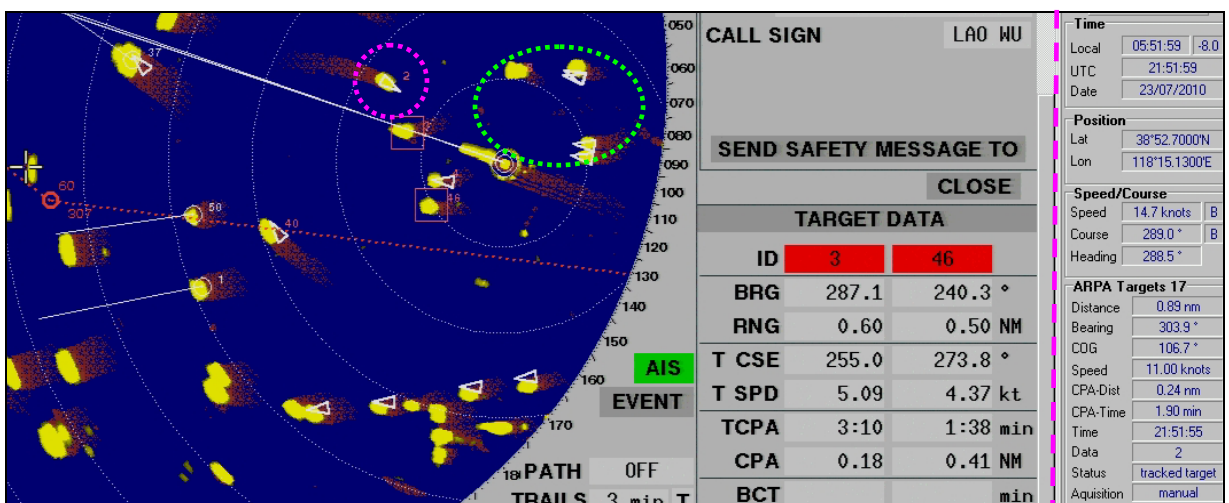 37
2
60
307
50
40
1
46
050
060
070
080
090
100
110
120
130
140
150
160
170
AIS
EVENT
PATH OFF
TRAILS 3 min T
CALL SIGN LAO WU
SEND SAFETY MESSAGE TO
CLOSE
TARGET DATA
ID 3 46
BRG 287.1 240.3 °
RNG 0.60 0.50 NM
T CSE 255.0 273.8 °
T SPD 5.09 4.37 kt
TCPA 3:10 1:38 min
CPA 0.18 0.41 NM
BCT min
Time
Local 05:51:59 -8.0
UTC 21:51:59
Date 23/07/2010
Position
Lat 38°52.7000'N
Lon 118°15.1300'E
Speed/Course
Speed 14.7 knots B
Course 289.0 ° B
Heading 288.5 °
ARPA Targets 17
Distance 0.89 nm
Bearing 303.9 °
COG 106.7 °
Speed 11.00 knots
CPA-Dist 0.24 nm
CPA-Time 1.90 min
Time 21:51:55
Data 2
Status tracked target
Aquisition manual